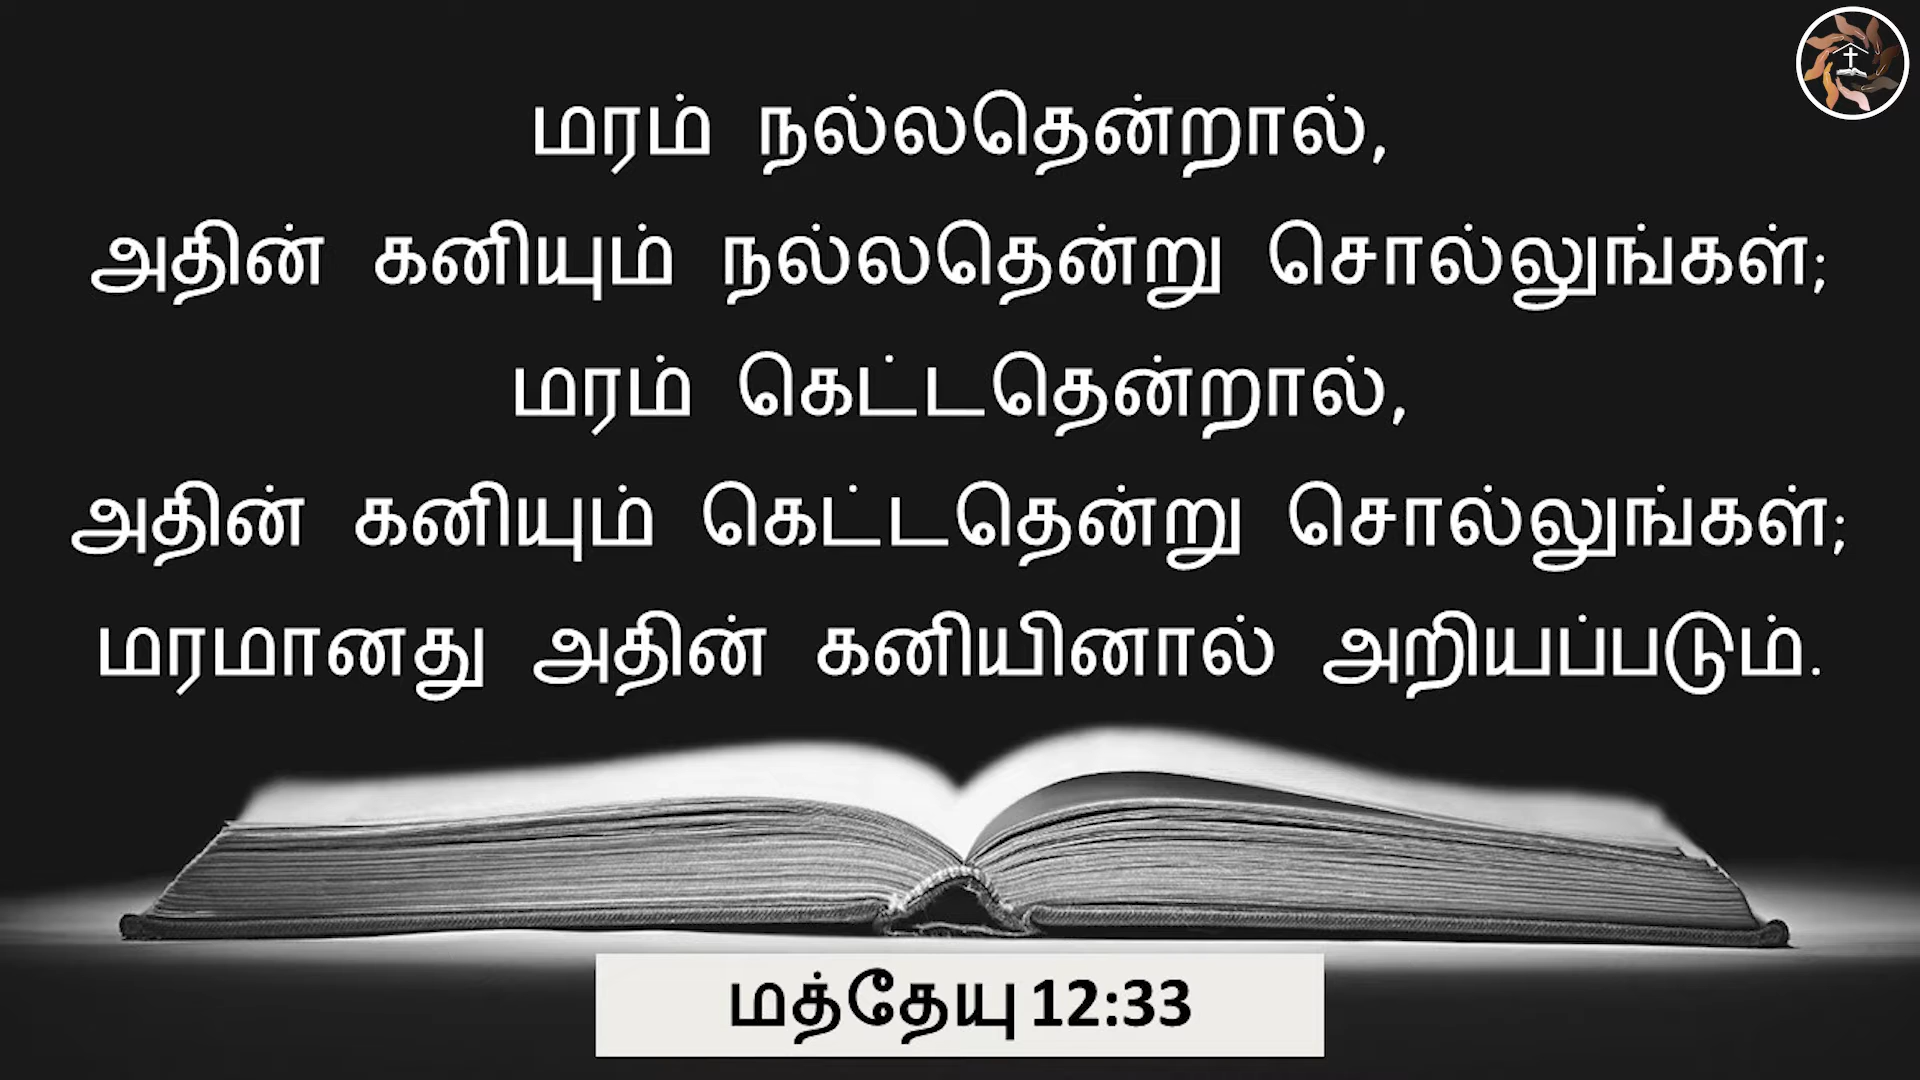 மரம் நல்லதென்றால்,
அதின் கனியும் நல்லதென்று சொல்லுங்கள்;
மரம் கெட்டதென்றால்,
அதின் கனியும் கெட்டதென்று சொல்லுங்கள்;
மரமானது அதின் கனியினால் அறியப்படும்.
மத்தேயு 12:33